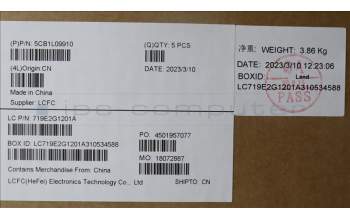 (P)P/N: 5CB1L09910
(Q)QTY: 5 PCS
(4L)Origin:CN
DATE: 2023/3/10
Made in China
Supplier LCFC
净重: WEIGHT: 3.86 Kg
DATE: 2023/3/10 12:23:06
BOXID: Land
LC719E2G1201A310534588
PASS
LC P/N: 719E2G1201A
PO: 4501957077
BOX ID: LC719E2G1201A310534588
MO: 18072987
Contains Merchandise From: China
LCFC(HeFei) Electronics Technology Co., Ltd
SHIPTO: CN